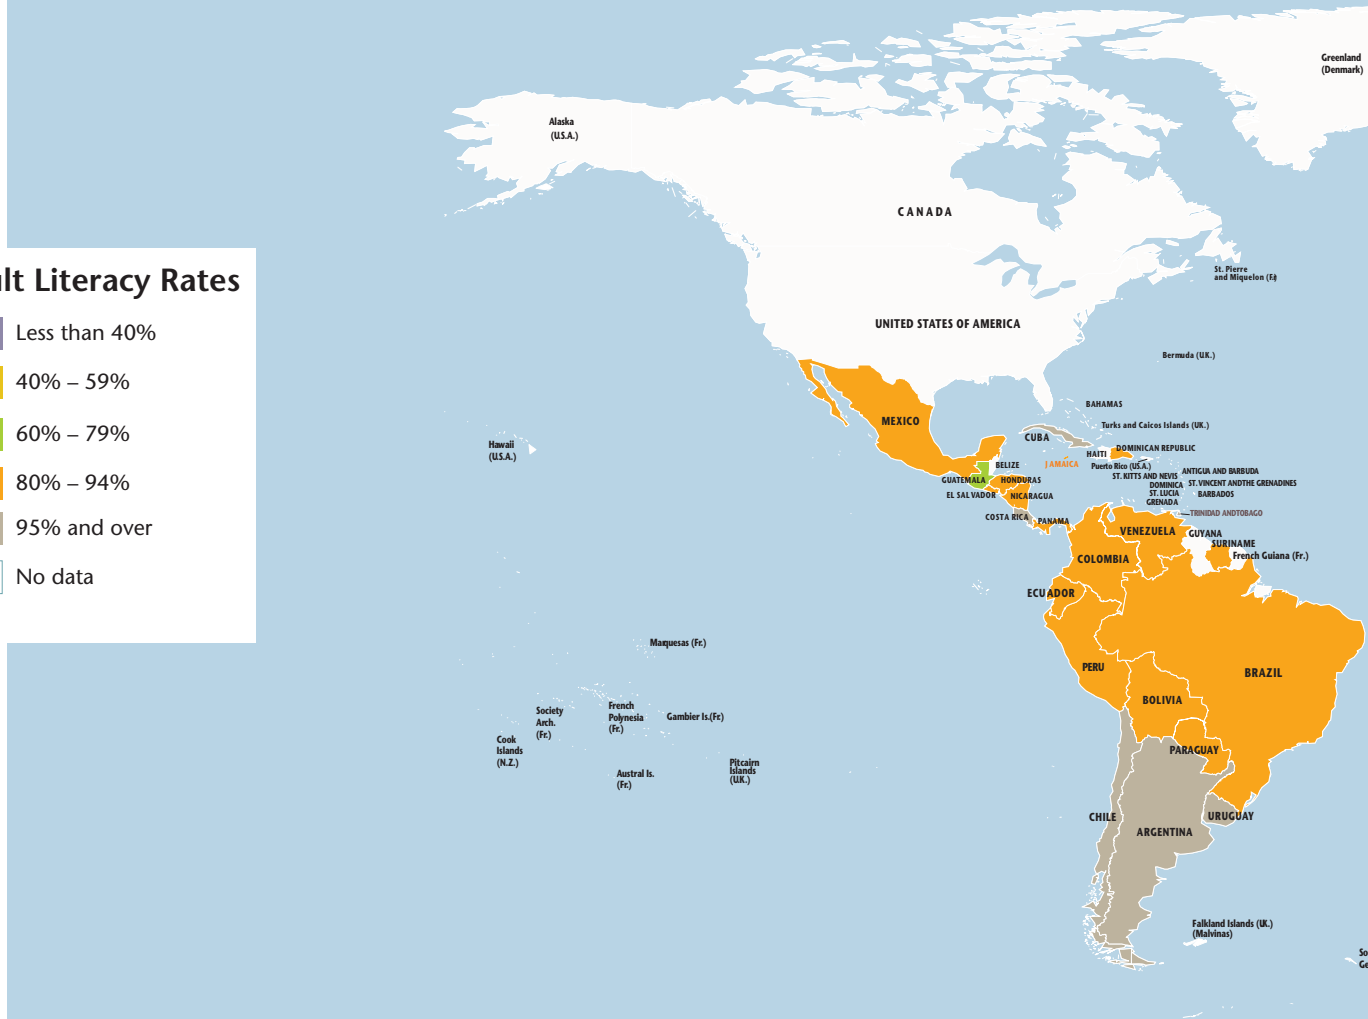 Greenland
(Denmark)
Alaska
(U.S.A.)
CANADA
St. Pierre
and Miquelon (Fr)
UNITED STATES OF AMERICA
Bermuda (U.K.)
lt Literacy Rates
Less than 40%
40% – 59%
60% – 79%
80% – 94%
95% and over
No data
BAHAMAS
MEXICO
Turks and Caicos Islands (UK.)
CUBA
Hawaii
(U.S.A.)
DOMINICAN REPUBLIC
HAITI
JAMAICA
BELIZE
Puerto Rico (US.A.)
ANTIGUA AND BARBUDA
ST. KITTS AND NEVIS
GUATEMALA
HONDURAS
DOMINICA
ST. VINCENT ANDTHE GRENADINES
EL SALVADOR
NICARAGUA
ST. LUCIA
BARBADOS
GRENADA
TRINIDAD ANDTOBAGO
COSTA RICA
PANAMA
VENEZUELA
GUYANA
SURINAME
French Guiana (Fr.)
COLOMBIA
ECUADOR
Marquesas (Fr.)
PERU
BRAZIL
BOLIVIA
Society
Arch.
(Fr.)
French
Polynesia
(Fr.)
Gambier Is.(Fr.)
Cook
Islands
(N.Z.)
PARAGUAY
Austral Is.
(Fr.)
Pitcairn
Islands
(U.K.)
CHILE
URUGUAY
ARGENTINA
Falkland Islands (UK.)
(Malvinas)
So
Ge